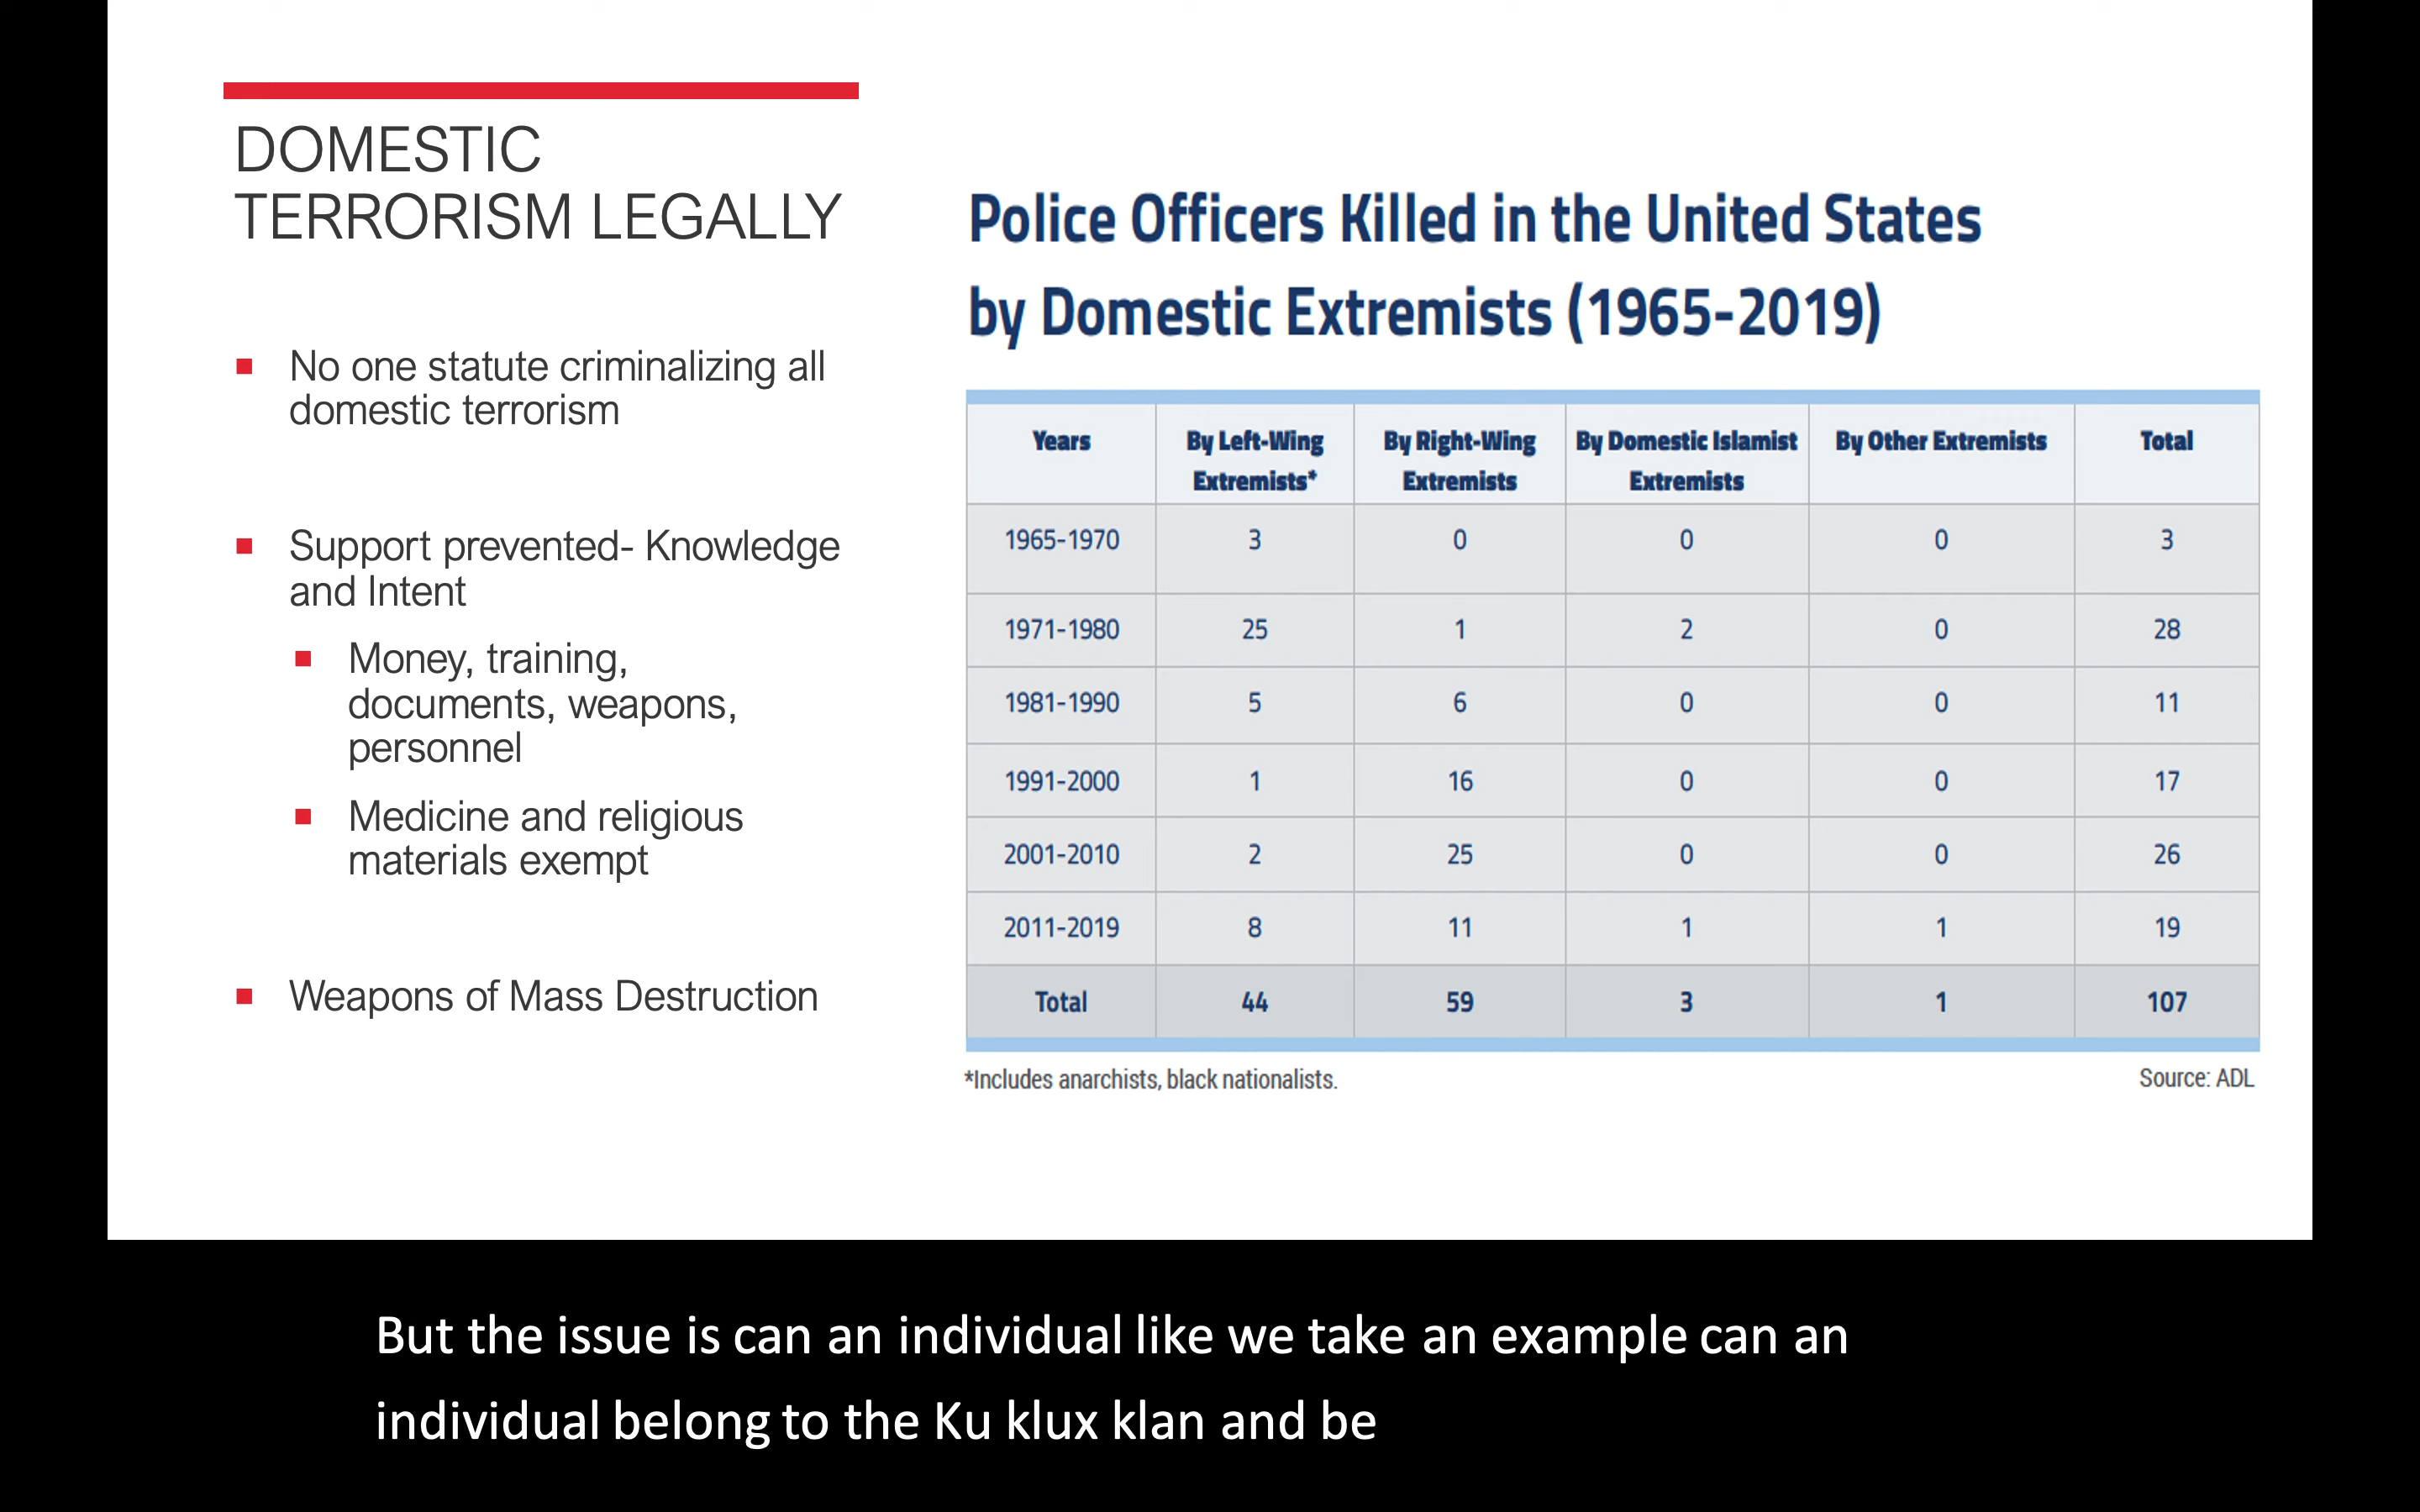 DOMESTIC
TERRORISM LEGALLY
No one statute criminalizing all
domestic terrorism
Support prevented- Knowledge
and Intent
Money, training,
documents, weapons,
personnel
Medicine and religious
materials exempt
Weapons of Mass Destruction
Police Officers Killed in the United States
by Domestic Extremists (1965-2019)
Years By Left-Wing Extremists* By Right-Wing Extremists By Domestic Islamist Extremists By Other Extremists Total
1965-1970 3 0 0 0 3
1971-1980 25 1 2 0 28
1981-1990 5 6 0 0 11
1991-2000 1 16 0 0 17
2001-2010 2 25 0 0 26
2011-2019 8 11 1 1 19
Total 44 59 3 1 107
*Includes anarchists, black nationalists. Source: ADL
But the issue is can an individual like we take an example can an
individual belong to the Ku klux klan and be